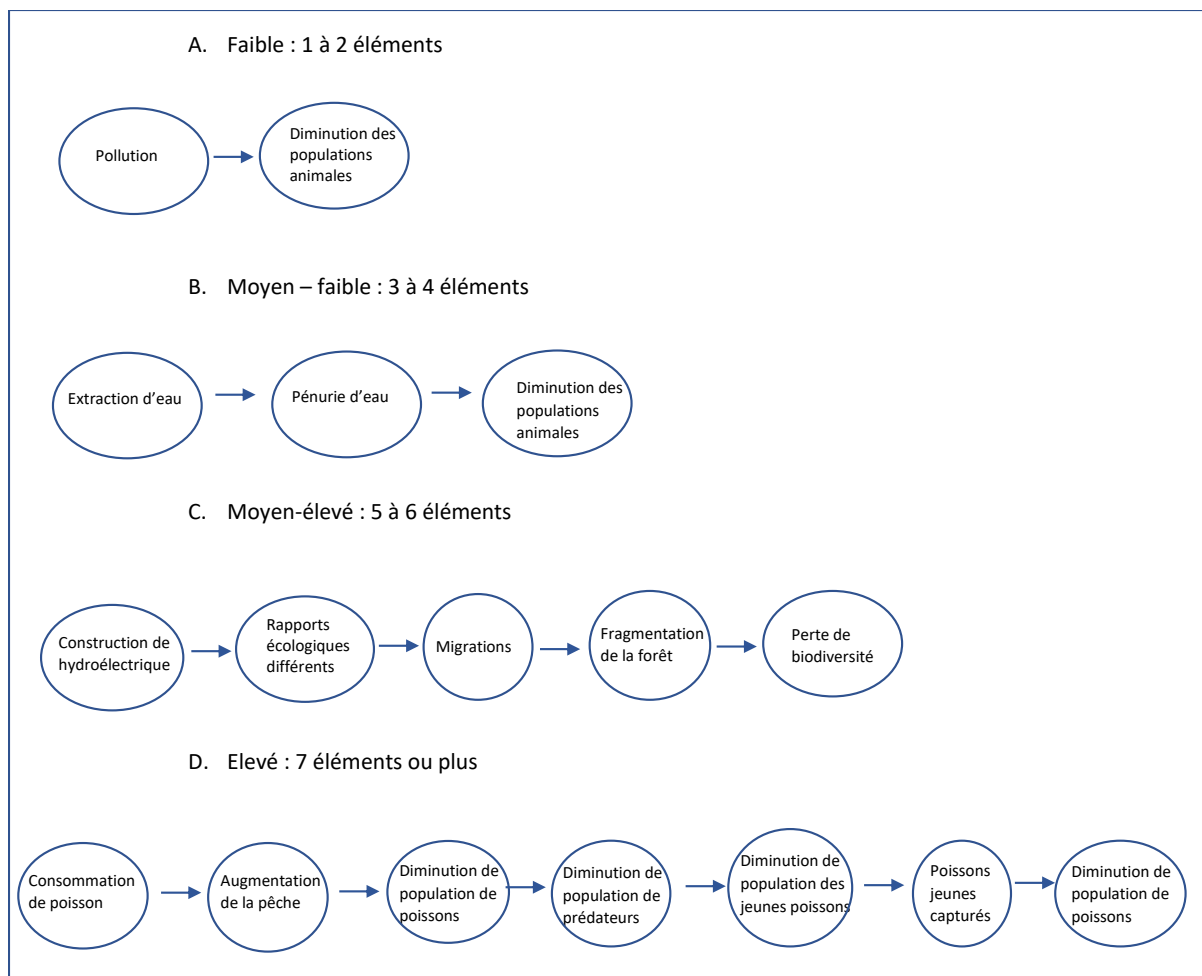 A. Faible : 1 à 2 éléments
Pollution
Diminution des
populations
animales
B. Moyen – faible : 3 à 4 éléments
Extraction d’eau
Pénurie d’eau
Diminution des
populations
animales
C. Moyen-élevé : 5 à 6 éléments
Construction de
hydroélectrique
Rapports
écologiques
différents
Migrations
Fragmentation
de la forêt
Perte de
biodiversité
D. Elevé : 7 éléments ou plus
Consommation
de poisson
Augmentation
de la pêche
Diminution de
population de
poissons
Diminution de
population de
prédateurs
Diminution de
population des
jeunes poissons
Poissons
jeunes
capturés
Diminution de
population de
poissons